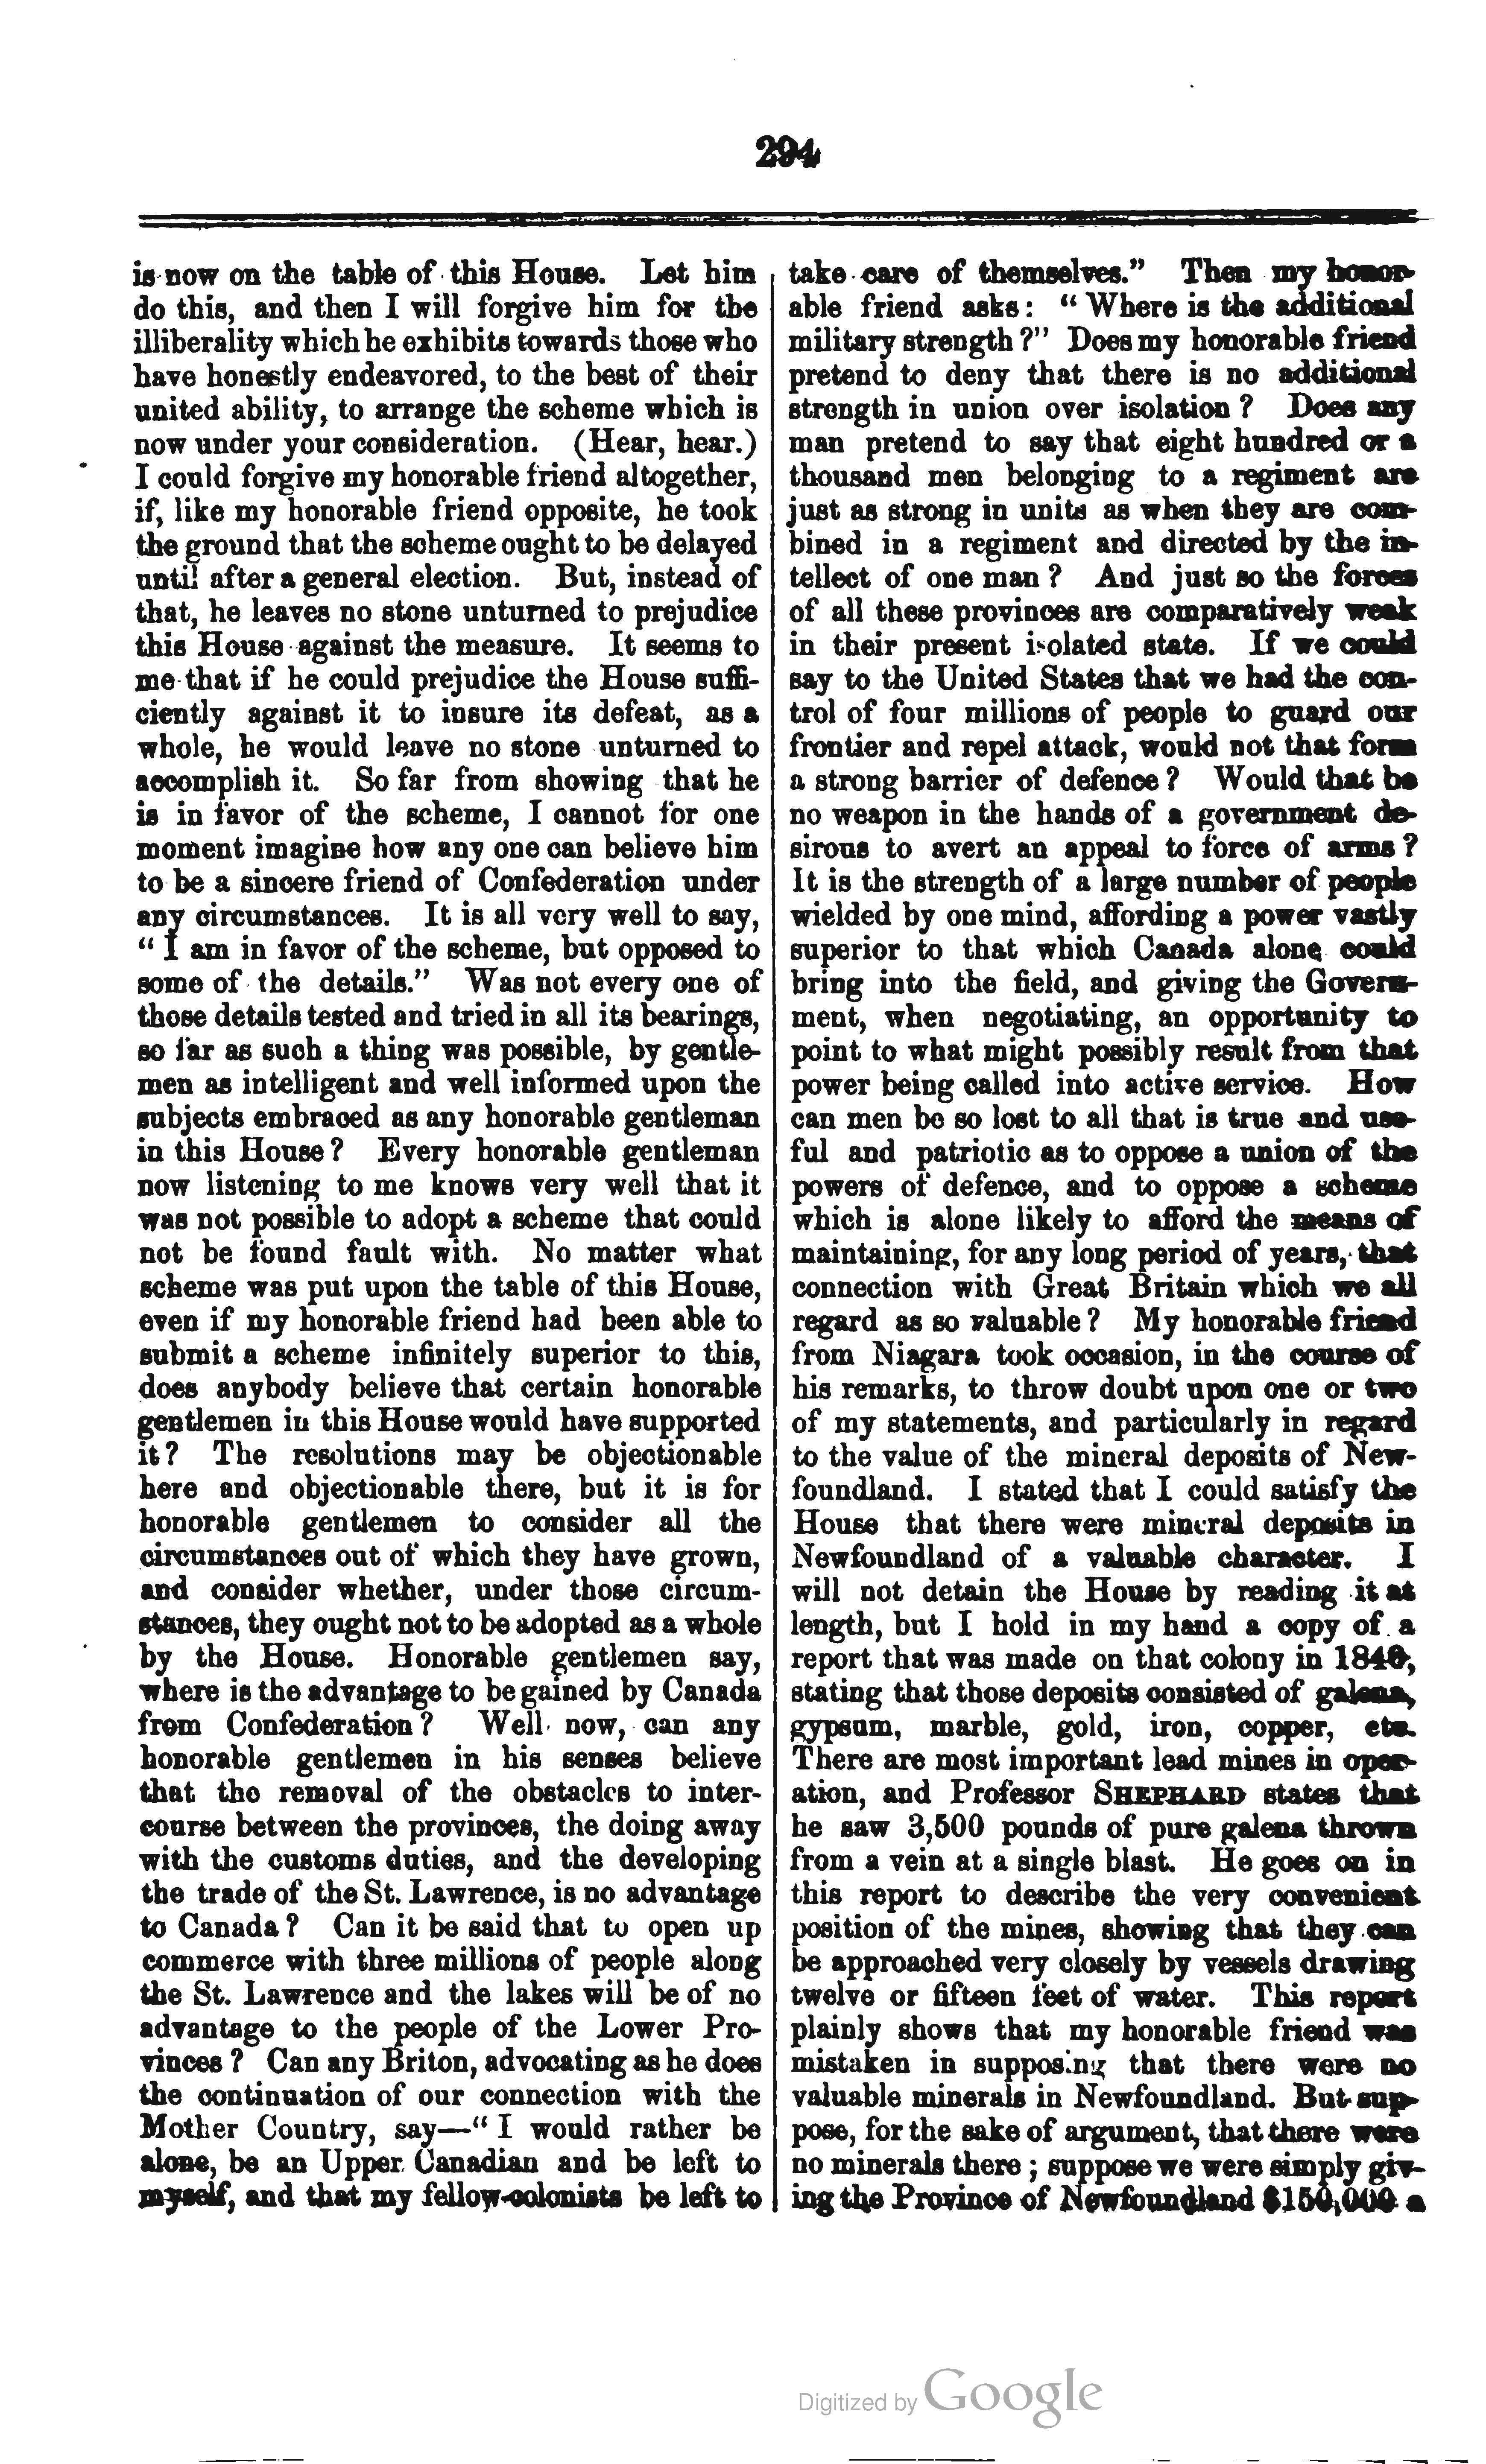 294
is now on the table of this House. Let him
do this, and then I will forgive him for the
illiberality which he exhibits towards those who
have honestly endeavored, to the best of their
united ability, to arrange the scheme which is
now under your consideration. (Hear, hear.)
I could forgive my honorable friend altogether,
if, like my honorable friend opposite, he took
the ground that the scheme ought to be delayed
until after a general election. But, instead of
that, he leaves no stone unturned to prejudice
this House against the measure. It seems to
me that if he could prejudice the House suffi-
ciently against it to insure its defeat, as a
whole, he would leave no stone unturned to
accomplish it. So far from showing that he
is in favor of the scheme, I cannot for one
moment imagine how any one can believe him
to be a sincere friend of Confederation under
any circumstances. It is all very well to say,
“ I am in favor of the scheme, but opposed to
some of the details.” Was not every one of
those details tested and tried in all its bearings,
so far as such a thing was possible, by gentle-
men as intelligent and well informed upon the
subjects embraced as any honorable gentleman
in this House ? Every honorable gentleman
now listening to me knows very well that it
was not possible to adopt a scheme that could
not be found fault with. No matter what
scheme was put upon the table of this House,
even if my honorable friend had been able to
submit a scheme infinitely superior to this,
does anybody believe that certain honorable
gentlemen in this House would have supported
it ? The resolutions may be objectionable
here and objectionable there, but it is for
honorable gentlemen to consider all the
circumstances out of which they have grown,
and consider whether, under those circum-
stances, they ought not to be adopted as a whole
by the House. Honorable gentlemen say,
where is the advantage to be gained by Canada
from Confederation ? Well now, can any
honorable gentlemen in his senses believe
that the removal of the obstacles to inter-
course between the provinces, the doing away
with the customs duties, and the developing
the trade of the St. Lawrence, is no advantage
to Canada ? Can it be said that to open up
commerce with three millions of people along
the St. Lawrence and the lakes will be of no
advantage to the people of the Lower Pro-
vinces ? Can any Briton, advocating as he does
the continuation of our connection with the
Mother Country, say—“ I would rather be
alone, be an Upper Canadian and be left to
myself, and that my fellow-colonists be left to
take care of themselves.” Then my honor-
able friend asks : “ Where is the additional
military strength ?” Does my honorable friend
pretend to deny that there is no additional
strength in union over isolation ? Does any
man pretend to say that eight hundred or a
thousand men belonging to a regiment are
just as strong in units as when they are com-
bined in a regiment and directed by the in-
tellect of one man ? And just so the forces
of all these provinces are comparatively weak
in their present isolated state. If we could
say to the United States that we had the con-
trol of four millions of people to guard our
frontier and repel attack, would not that form
a strong barrier of defence ? Would that be
no weapon in the hands of a government de-
sirous to avert an appeal to force of arms ?
It is the strength of a large number of people
wielded by one mind, affording a power vastly
superior to that which Canada alone could
bring into the field, and giving the Govern-
ment, when negotiating, an opportunity to
point to what might possibly result from that
power being called into active service. How
can men be so lost to all that is true and use-
ful and patriotic as to oppose a union of the
powers of defence, and to oppose a scheme
which is alone likely to afford the means of
maintaining, for any long period of years, that
connection with Great Britain which we all
regard as so valuable ? My honorable friend
from Niagara took occasion, in the course of
his remarks, to throw doubt upon one or two
of my statements, and particularly in regard
to the value of the mineral deposits of New-
foundland. I stated that I could satisfy the
House that there were mineral deposits in
Newfoundland of a valuable character. I
will not detain the House by reading it at
length, but I hold in my hand a copy of a
report that was made on that colony in 1840,
stating that those deposits consisted of galena,
gypsum, marble, gold, iron, copper, etc.
There are most important lead mines in oper-
ation, and Professor SHEPHARD states that
he saw 3,500 pounds of pure galena thrown
from a vein at a single blast. He goes on in
this report to describe the very convenient
position of the mines, showing that they can
be approached very closely by vessels drawing
twelve or fifteen feet of water. This report
plainly shows that my honorable friend was
mistaken in supposing that there were no
valuable minerals in Newfoundland. But sup-
pose, for the sake of argument, that there were
no minerals there ; suppose we were simply giv-
ing the Province of Newfoundland $150,000 a
Digitized by Google